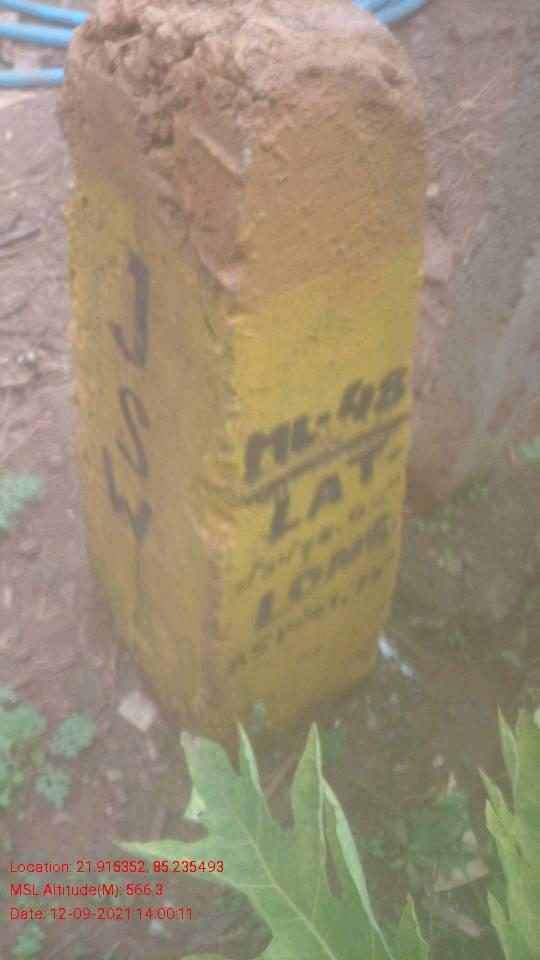 ESJ
ML-48
LAT-
LONG
Location: 21.915352, 85.235493
MSL Altitude(M): 566.3
Date: 12-09-2021 14:00:11